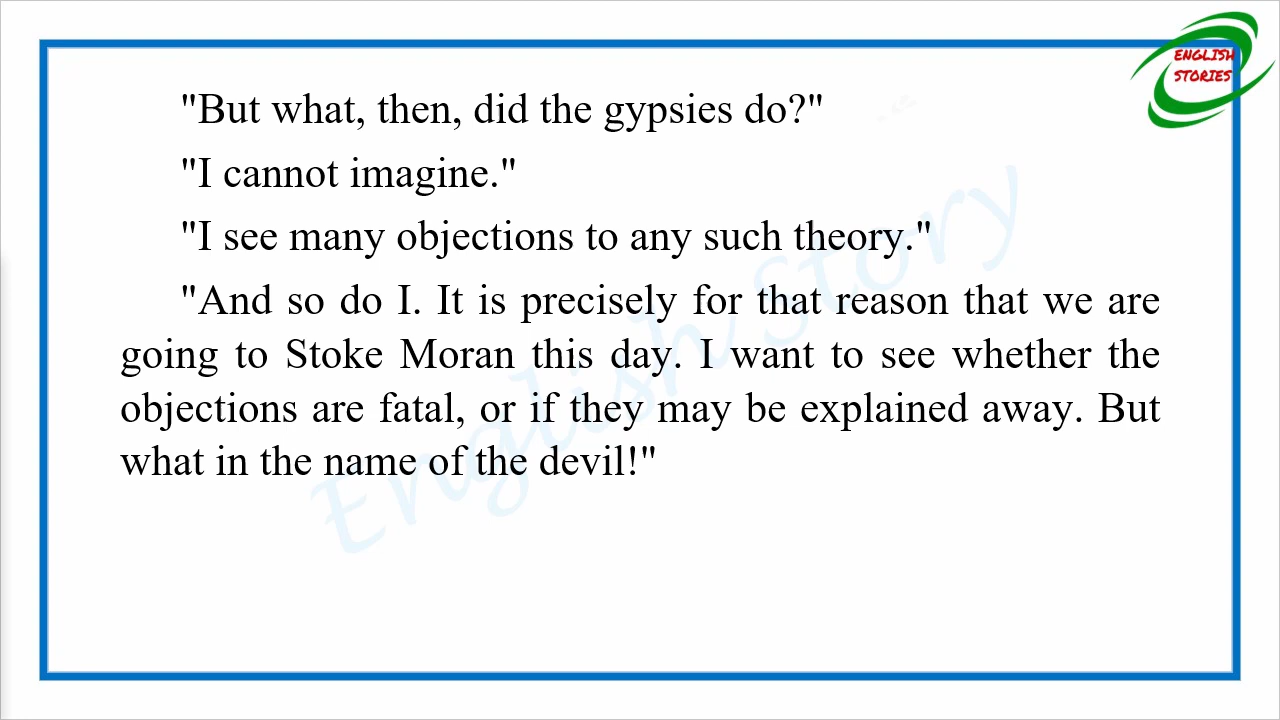 ENGLISH
STORIES
"But what, then, did the gypsies do?"
"I cannot imagine."
"I see many objections to any such theory."
"And so do I. It is precisely for that reason that we are
going to Stoke Moran this day. I want to see whether the
objections are fatal, or if they may be explained away. But
what in the name of the devil!"
English Story